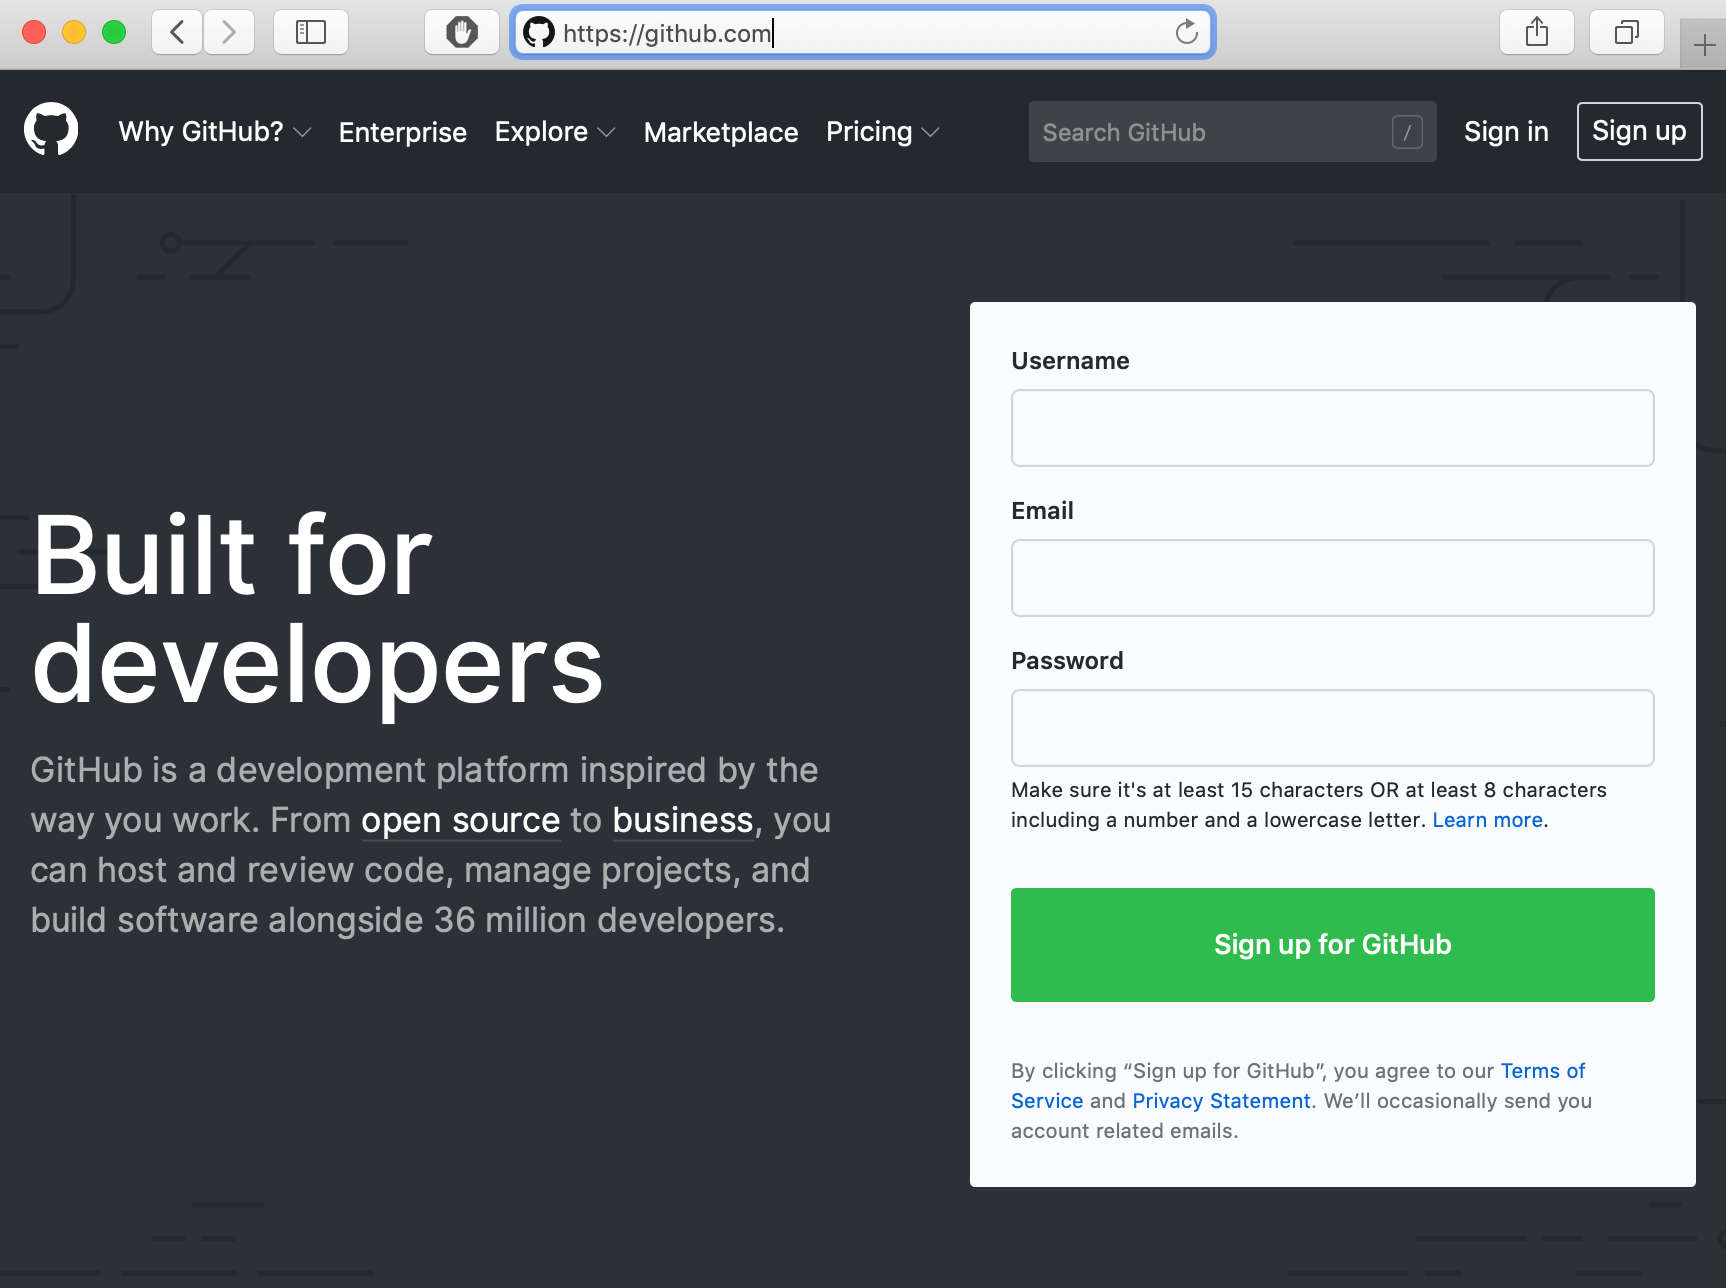 https://github.com
Why GitHub? Enterprise Explore Marketplace Pricing Search GitHub / Sign in Sign up
Built for
developers
GitHub is a development platform inspired by the
way you work. From open source to business, you
can host and review code, manage projects, and
build software alongside 36 million developers.
Username
Email
Password
Make sure it's at least 15 characters OR at least 8 characters
including a number and a lowercase letter. Learn more.
Sign up for GitHub
By clicking “Sign up for GitHub”, you agree to our Terms of
Service and Privacy Statement. We’ll occasionally send you
account related emails.